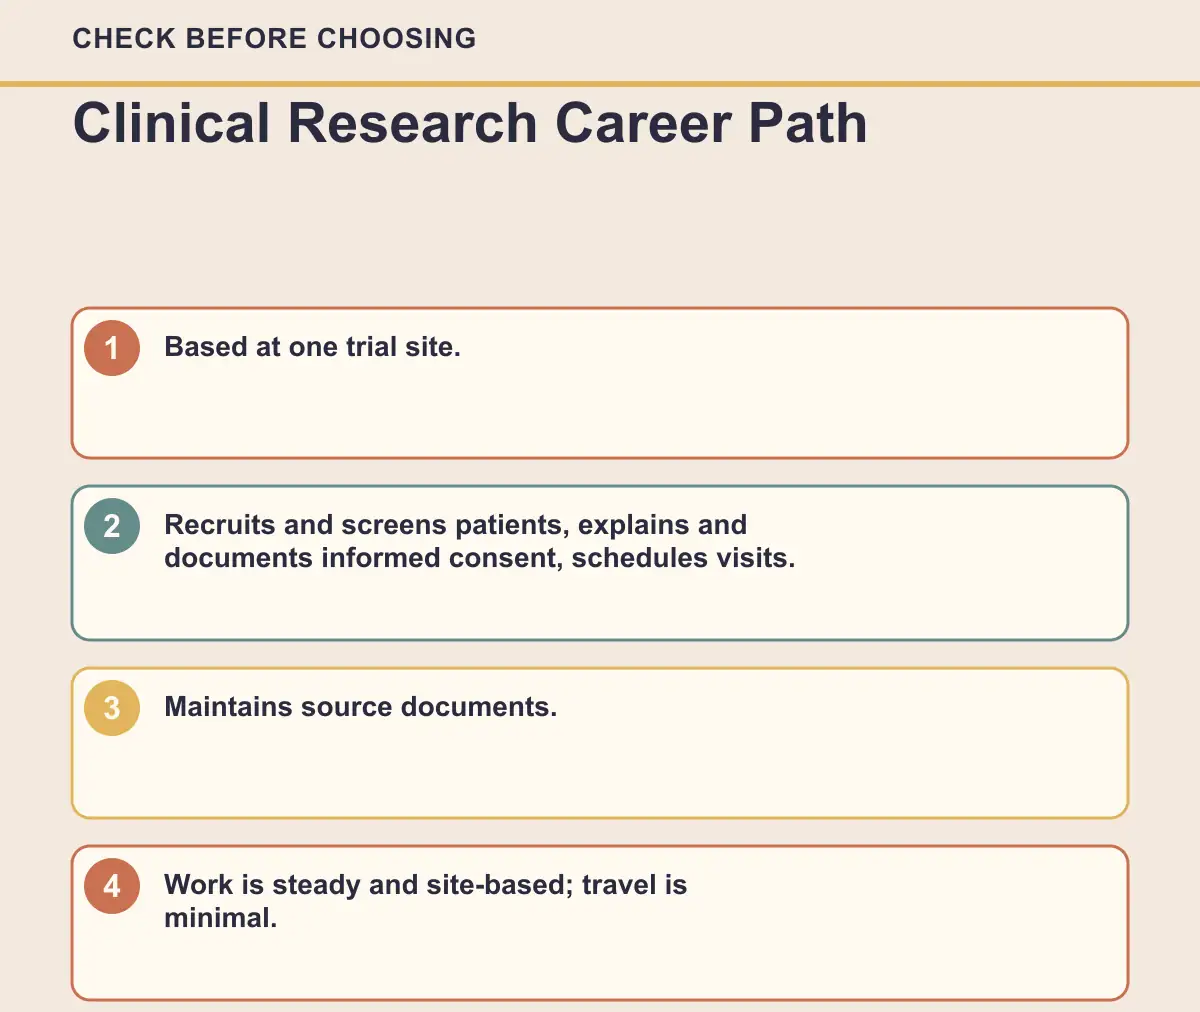 CHECK BEFORE CHOOSING
Clinical Research Career Path
1
Based at one trial site.
2
Recruits and screens patients, explains and
documents informed consent, schedules visits.
3
Maintains source documents.
4
Work is steady and site-based; travel is
minimal.